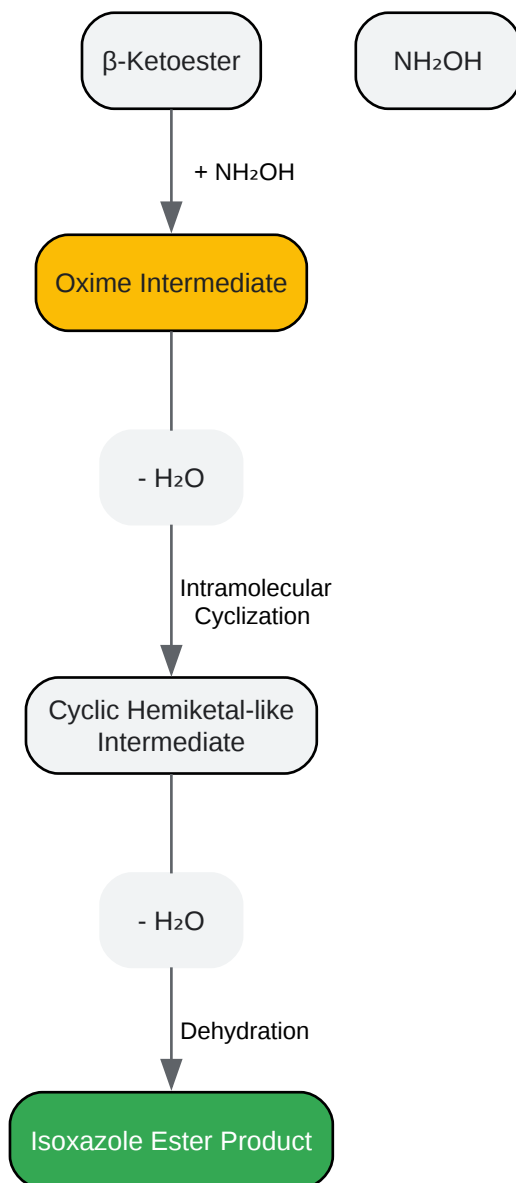 β-Ketoester
NH₂OH
+ NH₂OH
Oxime Intermediate
- H₂O
Intramolecular
Cyclization
Cyclic Hemiketal-like
Intermediate
- H₂O
Dehydration
Isoxazole Ester Product